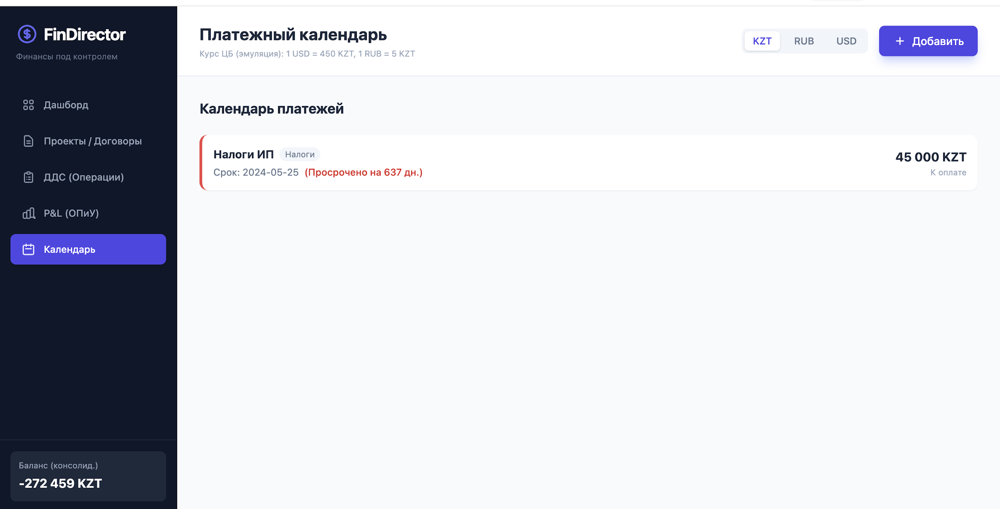 FinDirector
Финансы под контролем
Дашборд
Проекты / Договоры
ДДС (Операции)
P&L (ОПиУ)
Календарь
Баланс (консолид.)
-272 459 KZT
Платежный календарь
Курс ЦБ (эмуляция): 1 USD = 450 KZT, 1 RUB = 5 KZT
KZT RUB USD
+ Добавить
Календарь платежей
Налоги ИП Налоги
Срок: 2024-05-25 (Просрочено на 637 дн.)
45 000 KZT
К оплате